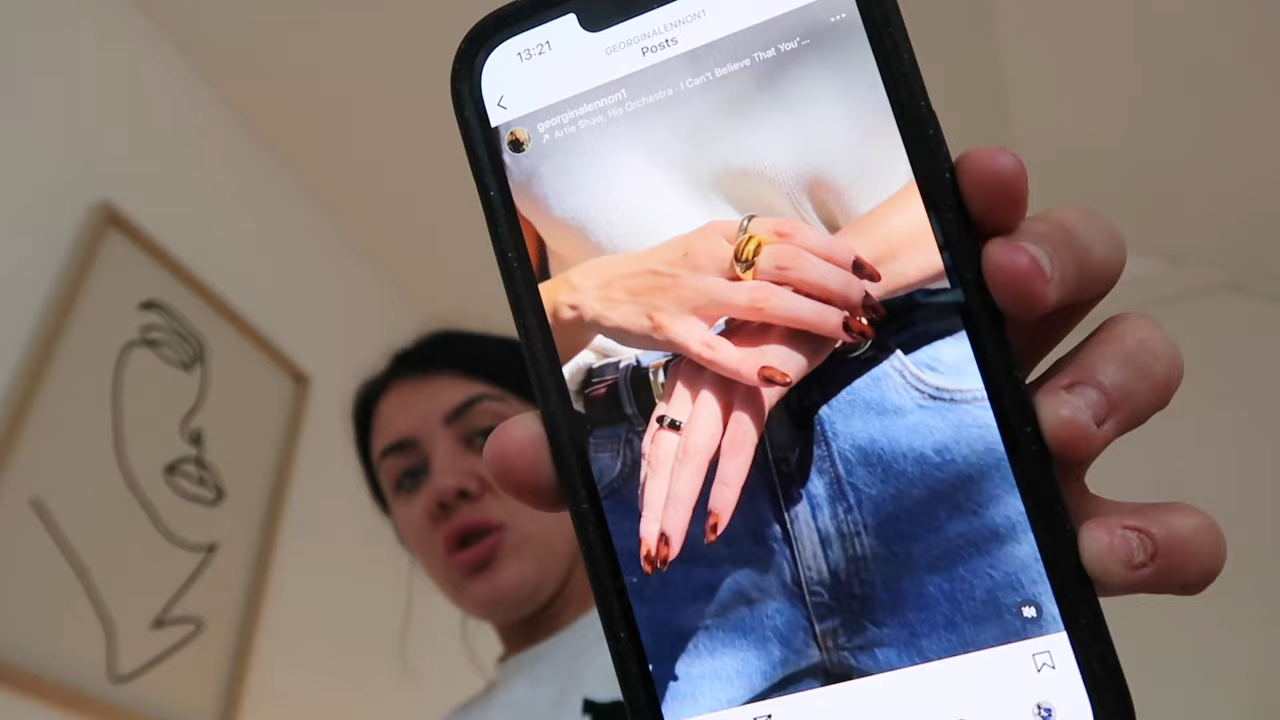 13:21
GEORGINALENNON1
Posts
georginalennon1
Artie Shaw, His Orchestra · I Can't Believe That You'...